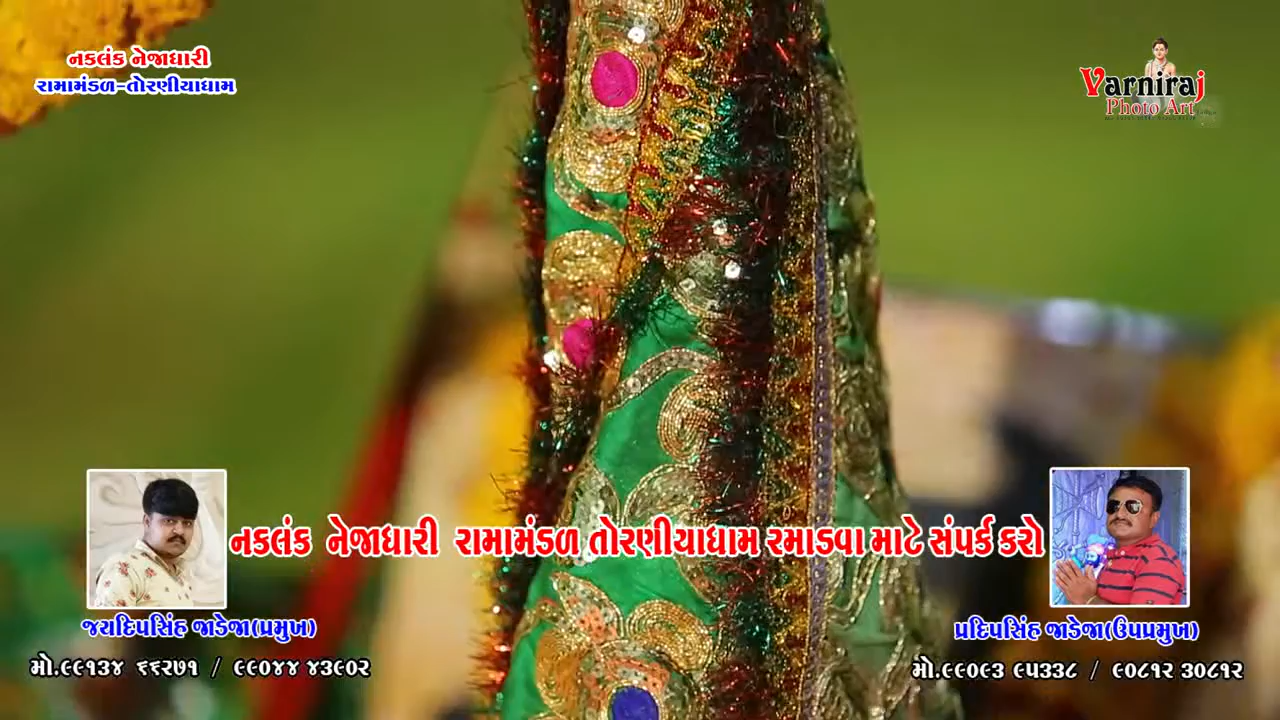 નકલંક નેજાધારી
રામામંડળ-તોરણીયાધામ
Varniraj
Photo Art
નકલંક નેજાધારી રામામંડળ તોરણીયાધામ રમાડવા માટે સંપર્ક કરો
જયદિપસિંહ જાડેજા(પ્રમુખ)
મો.૯૯૧૩૪ ૬૬૨૭૧ / ૯૯૦૪૪ ૪૩૯૦૨
પ્રદિપસિંહ જાડેજા(ઉપપ્રમુખ)
મો.૯૯૦૯૩ ૯૫૩૩૮ / ૯૦૮૧૨ ૩૦૮૧૨